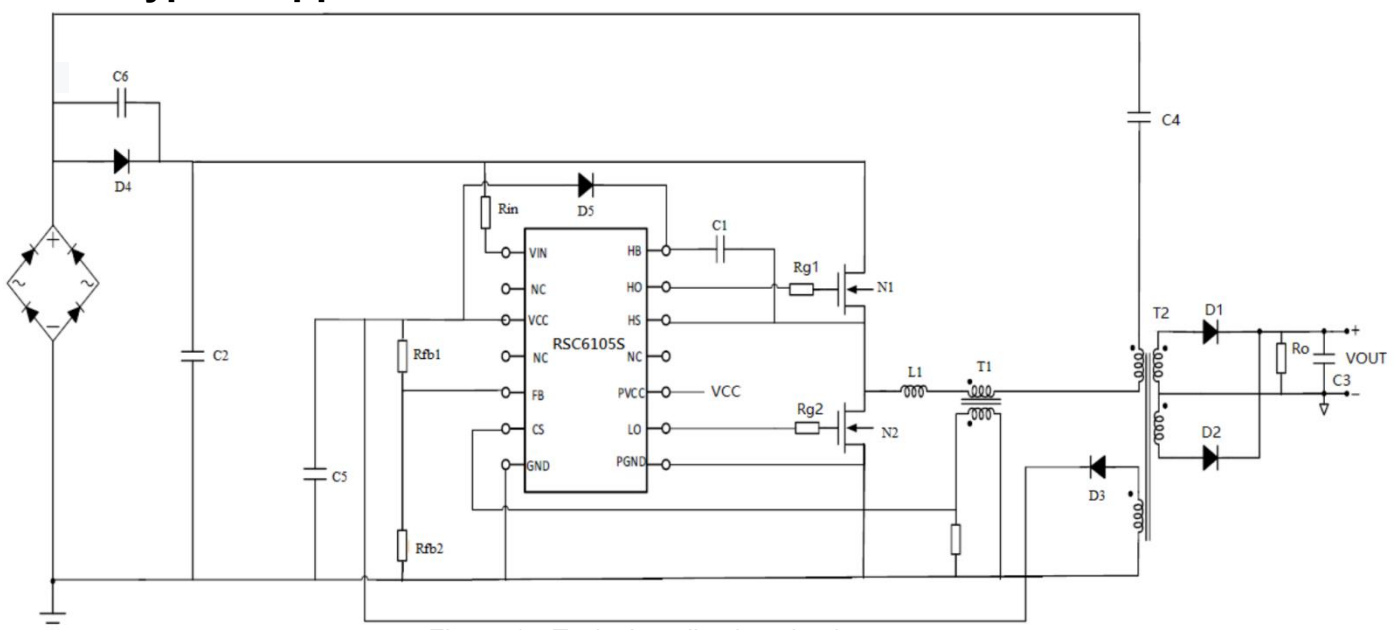 C6
C4
D4
Rin
D5
C1
VIN
HB
Rg1
NC
HO
N1
VCC
HS
T2
D1
RSC6105S
Rfb1
NC
NC
C2
L1
T1
Ro
VOUT
C3
FB
PVCC
VCC
Rg2
CS
LO
N2
D2
GND
PGND
C5
D3
Rfb2